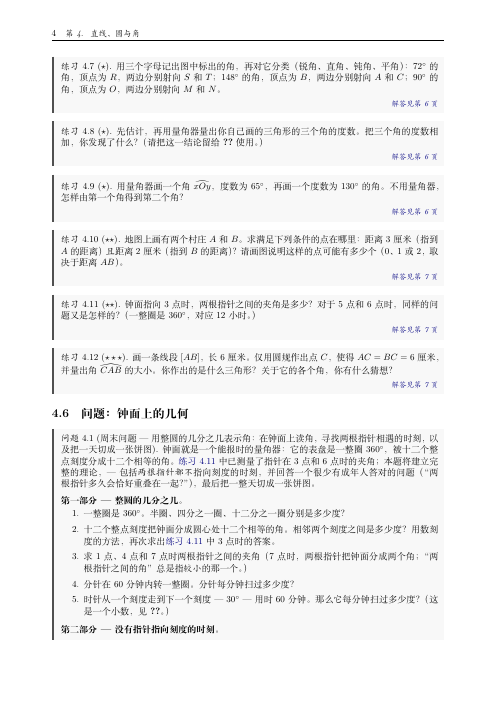 4 第 4. 直线、圆与角
练习 4.7 (⋆). 用三个字母记出图中标出的角，再对它分类（锐角、直角、钝角、平角）：72° 的
角，顶点为 R，两边分别射向 S 和 T；148° 的角，顶点为 B，两边分别射向 A 和 C；90° 的
角，顶点为 O，两边分别射向 M 和 N。
解答见第 6 页
练习 4.8 (⋆). 先估计，再用量角器量出你自己画的三角形的三个角的度数。把三个角的度数相
加，你发现了什么？（请把这一结论留给 ?? 使用。）
解答见第 6 页
练习 4.9 (⋆). 用量角器画一个角 xOy，度数为 65°，再画一个度数为 130° 的角。不用量角器，
怎样由第一个角得到第二个角？
解答见第 6 页
练习 4.10 (⋆⋆). 地图上画有两个村庄 A 和 B。求满足下列条件的点在哪里：距离 3 厘米（指到
A 的距离）且距离 2 厘米（指到 B 的距离）？请画图说明这样的点可能有多少个（0、1 或 2，取
决于距离 AB）。
解答见第 7 页
练习 4.11 (⋆⋆). 钟面指向 3 点时，两根指针之间的夹角是多少？对于 5 点和 6 点时，同样的问
题又是怎样的？（一整圈是 360°，对应 12 小时。）
解答见第 7 页
练习 4.12 (⋆⋆⋆). 画一条线段 [AB]，长 6 厘米。仅用圆规作出点 C，使得 AC = BC = 6 厘米，
并量出角 CAB 的大小。你作出的是什么三角形？关于它的各个角，你有什么猜想？
解答见第 7 页
4.6 问题：钟面上的几何
问题 4.1 (周末问题 — 用整圆的几分之几表示角：在钟面上读角，寻找两根指针相遇的时刻，以
及把一天切成一张饼图). 钟面就是一个能报时的量角器：它的表盘是一整圈 360°，被十二个整
点刻度分成十二个相等的角。练习 4.11 中已测量了指针在 3 点和 6 点时的夹角；本题将建立完
整的理论， — 包括两根指针都不指向刻度的时刻，并回答一个很少有成年人答对的问题（“两
根指针多久会恰好重叠在一起?”），最后把一整天切成一张饼图。
第一部分 — 整圆的几分之几。
1. 一整圈是 360°。半圈、四分之一圈、十二分之一圈分别是多少度？
2. 十二个整点刻度把钟面分成圆心处十二个相等的角。相邻两个刻度之间是多少度？用数刻
度的方法，再次求出练习 4.11 中 3 点时的答案。
3. 求 1 点、4 点和 7 点时两根指针之间的夹角（7 点时，两根指针把钟面分成两个角；“两
根指针之间的角” 总是指较小的那一个。）
4. 分针在 60 分钟内转一整圈。分针每分钟扫过多少度？
5. 时针从一个刻度走到下一个刻度 — 30° — 用时 60 分钟。那么它每分钟扫过多少度？（这
是一个小数，见 ??。）
第二部分 — 没有指针指向刻度的时刻。